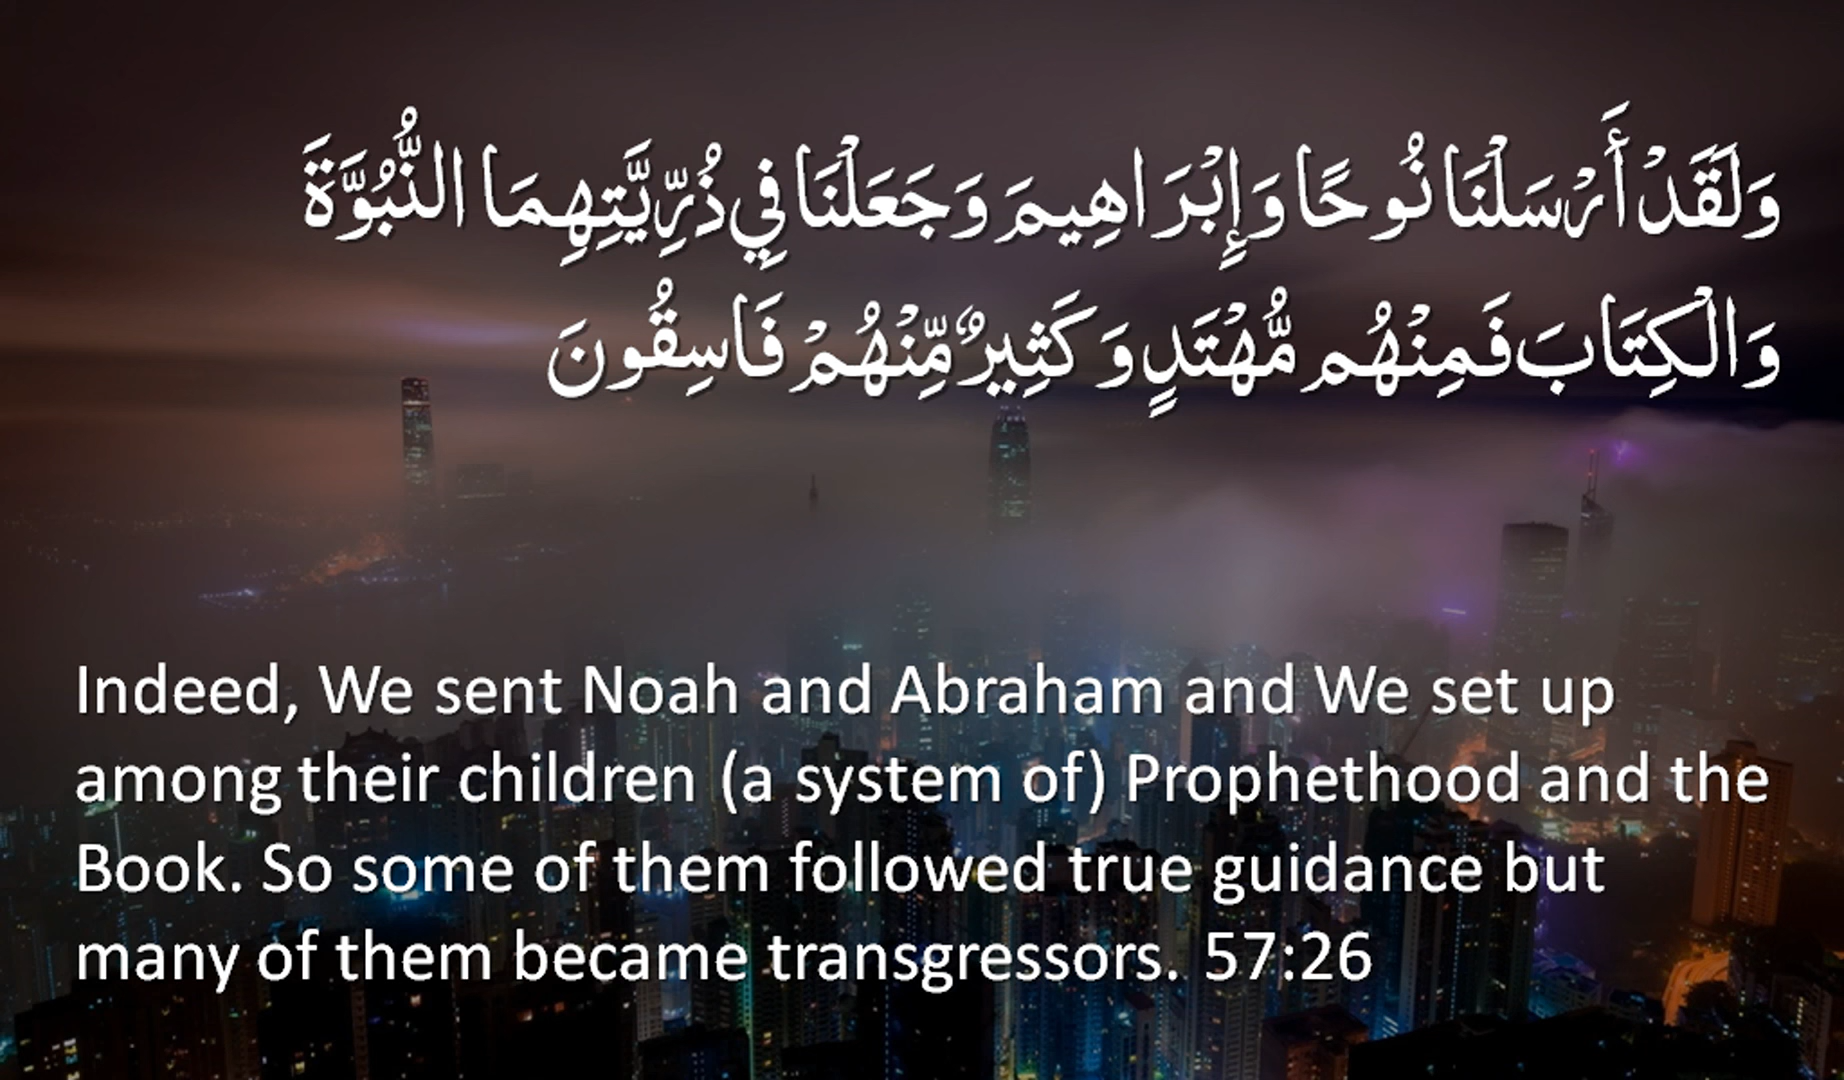 وَلَقَدْ أَرْسَلْنَا نُوحًا وَإِبْرَاهِيمَ وَجَعَلْنَا فِي ذُرِّيَّتِهِمَا النُّبُوَّةَ
وَالْكِتَابَ فَمِنْهُم مُّهْتَدٍ وَكَثِيرٌ مِّنْهُمْ فَاسِقُونَ
Indeed, We sent Noah and Abraham and We set up
among their children (a system of) Prophethood and the
Book. So some of them followed true guidance but
many of them became transgressors. 57:26